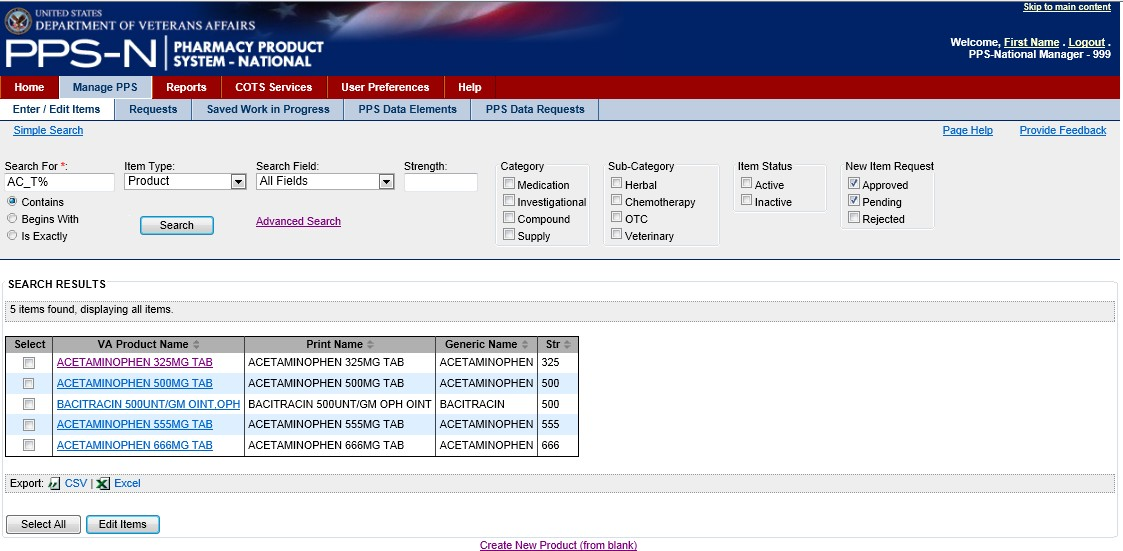 Skip to main content
UNITED STATES
DEPARTMENT OF VETERANS AFFAIRS
PPS-N PHARMACY PRODUCT SYSTEM - NATIONAL
Welcome, First Name . Logout .
PPS-National Manager - 999
Home Manage PPS Reports COTS Services User Preferences Help
Enter / Edit Items Requests Saved Work in Progress PPS Data Elements PPS Data Requests
Simple Search Page Help Provide Feedback
Search For *: Item Type: Search Field: Strength: Category Sub-Category Item Status New Item Request
AC_T% Product All Fields Medication Herbal Active Approved
Contains Investigational Chemotherapy Inactive Pending
Begins With Search Advanced Search Compound OTC Rejected
Is Exactly Supply Veterinary
SEARCH RESULTS
5 items found, displaying all items.
Select VA Product Name Print Name Generic Name Str
ACETAMINOPHEN 325MG TAB ACETAMINOPHEN 325MG TAB ACETAMINOPHEN 325
ACETAMINOPHEN 500MG TAB ACETAMINOPHEN 500MG TAB ACETAMINOPHEN 500
BACITRACIN 500UNT/GM OINT,OPH BACITRACIN 500UNT/GM OPH OINT BACITRACIN 500
ACETAMINOPHEN 555MG TAB ACETAMINOPHEN 555MG TAB ACETAMINOPHEN 555
ACETAMINOPHEN 666MG TAB ACETAMINOPHEN 666MG TAB ACETAMINOPHEN 666
Export: CSV | Excel
Select All Edit Items
Create New Product (from blank)